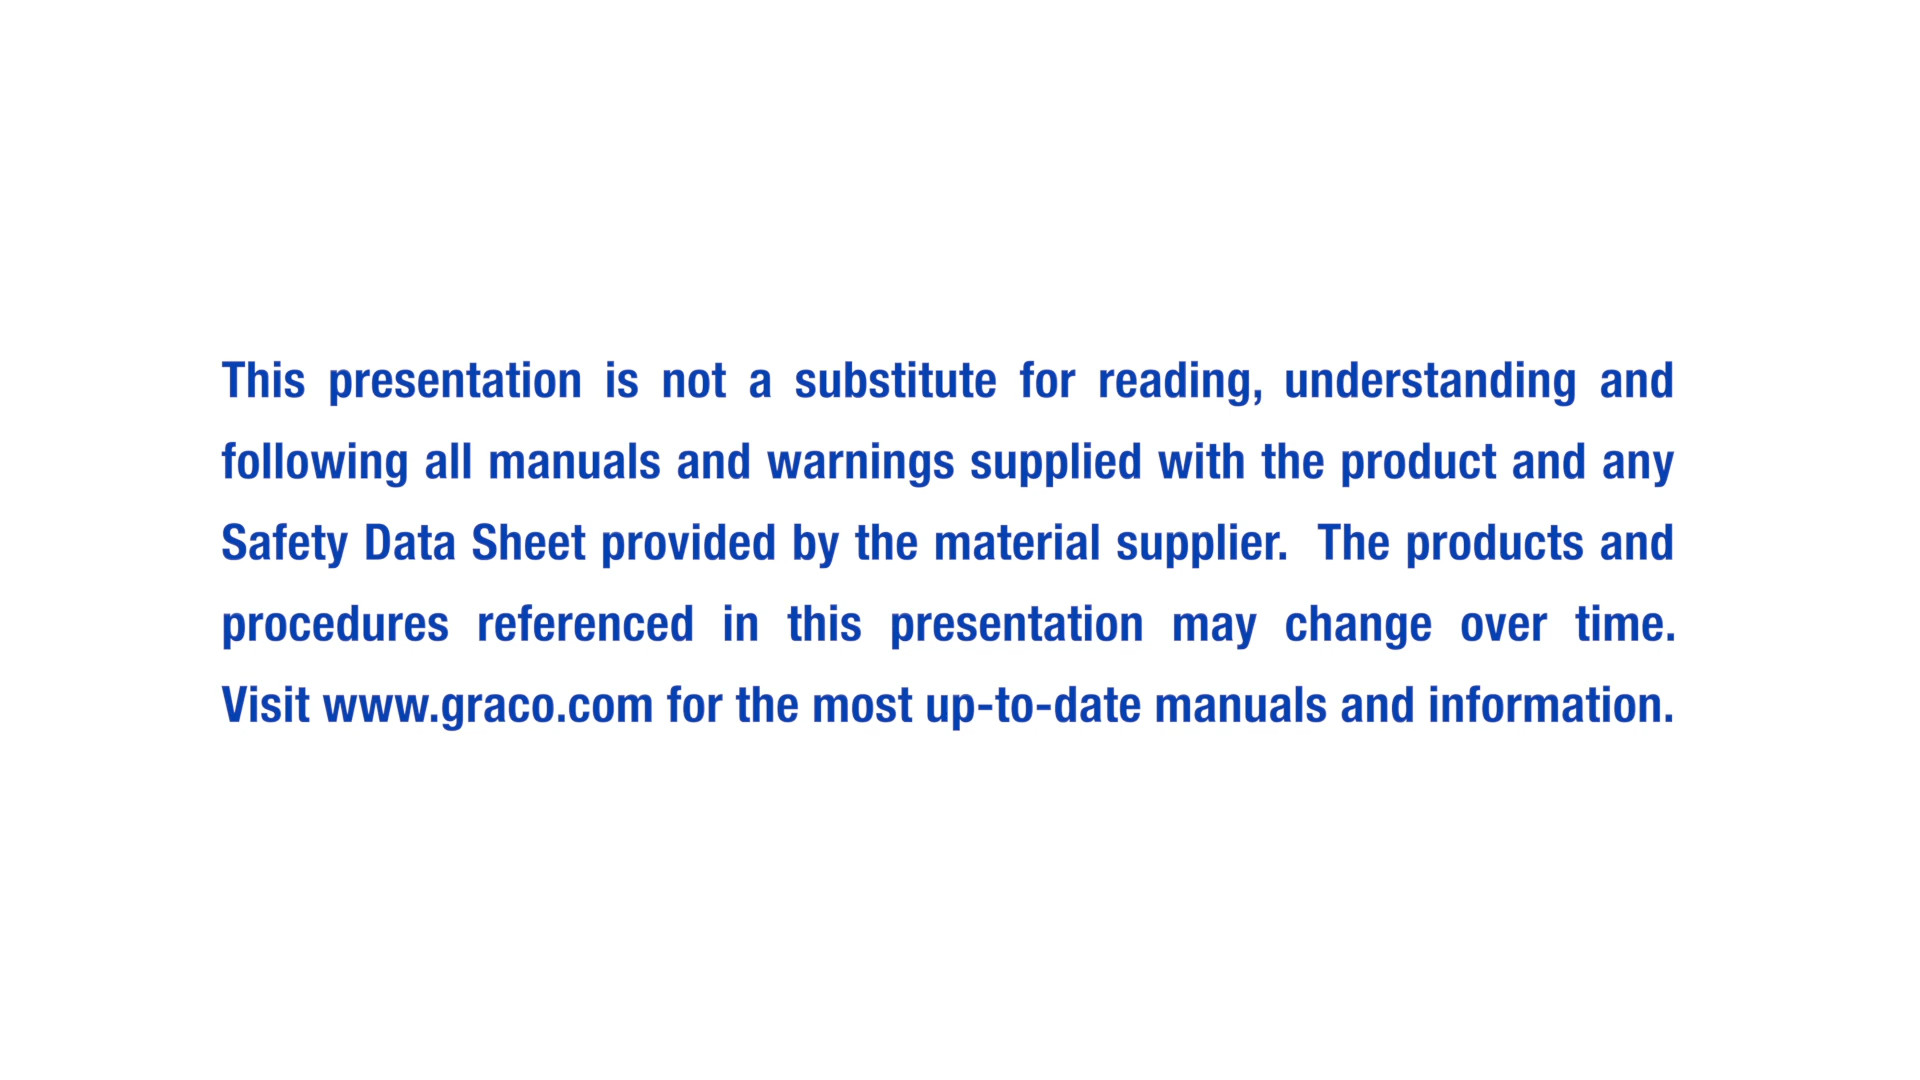 This presentation is not a substitute for reading, understanding and
following all manuals and warnings supplied with the product and any
Safety Data Sheet provided by the material supplier.  The products and
procedures referenced in this presentation may change over time.
Visit www.graco.com for the most up-to-date manuals and information.